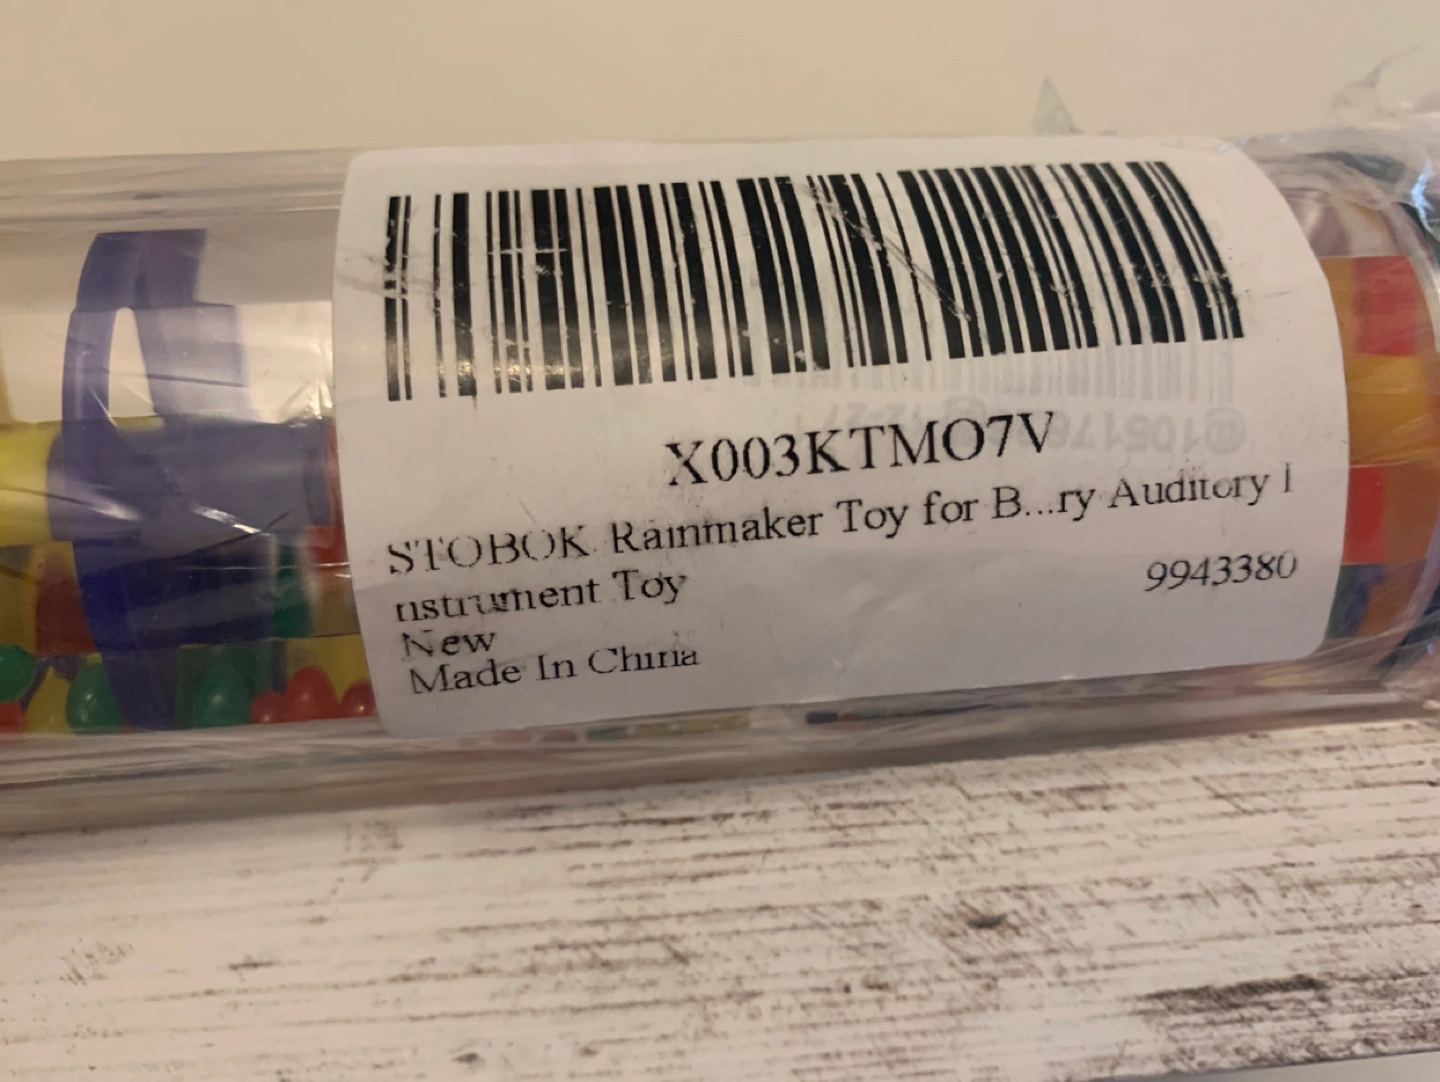 X003KTMO7V
STOBOK Rainmaker Toy for B...ry Auditory I
nstrument Toy
9943380
New
Made In China